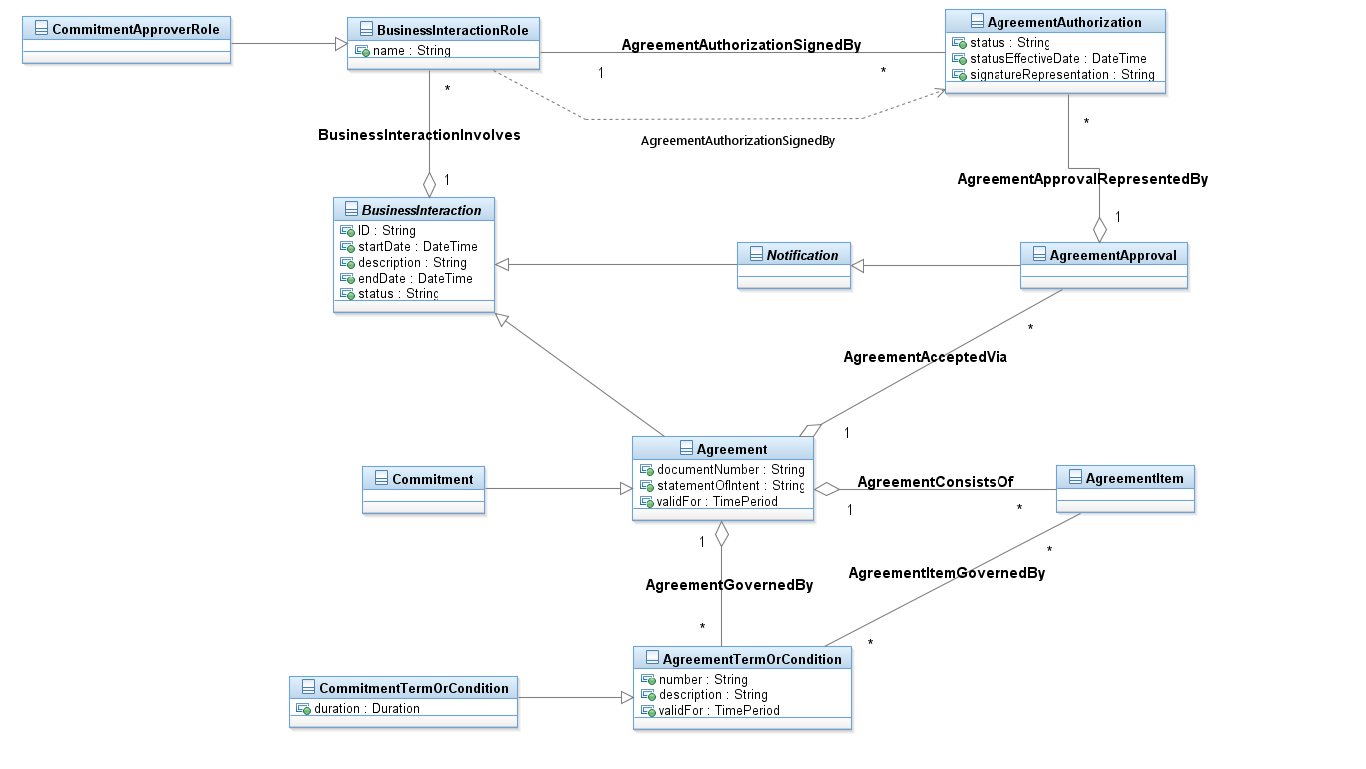 CommitmentApproverRole
BusinessInteractionRole
name : String
AgreementAuthorizationSignedBy
1
*
AgreementAuthorization
status : String
statusEffectiveDate : DateTime
signatureRepresentation : String
*
BusinessInteractionInvolves
1
AgreementAuthorizationSignedBy
*
AgreementApprovalRepresentedBy
1
BusinessInteraction
ID : String
startDate : DateTime
description : String
endDate : DateTime
status : String
Notification
AgreementApproval
*
AgreementAcceptedVia
1
Agreement
documentNumber : String
statementOfIntent : String
validFor : TimePeriod
Commitment
AgreementConsistsOf
1
*
AgreementItem
1
AgreementGovernedBy
*
*
AgreementItemGovernedBy
*
AgreementTermOrCondition
number : String
description : String
validFor : TimePeriod
CommitmentTermOrCondition
duration : Duration